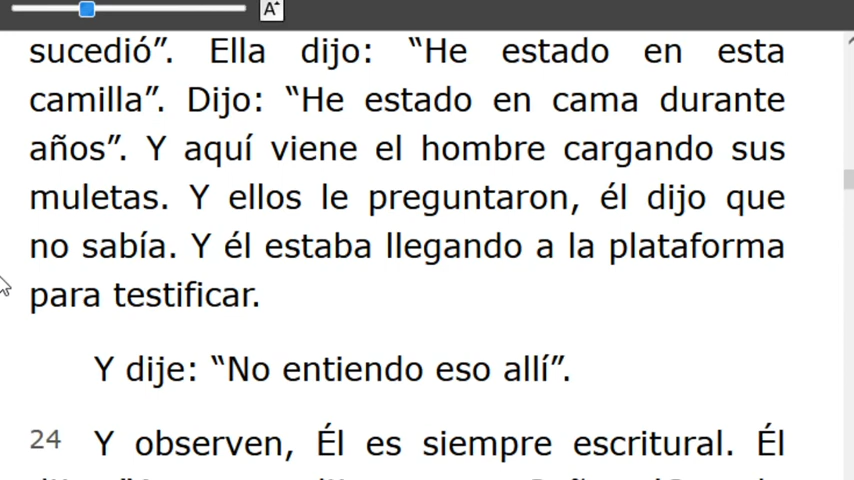 A
sucedió”. Ella dijo: “He estado en esta
camilla”. Dijo: “He estado en cama durante
años”. Y aquí viene el hombre cargando sus
muletas. Y ellos le preguntaron, él dijo que
no sabía. Y él estaba llegando a la plataforma
para testificar.
Y dije: “No entiendo eso allí”.
24 Y observen, Él es siempre escritural. Él